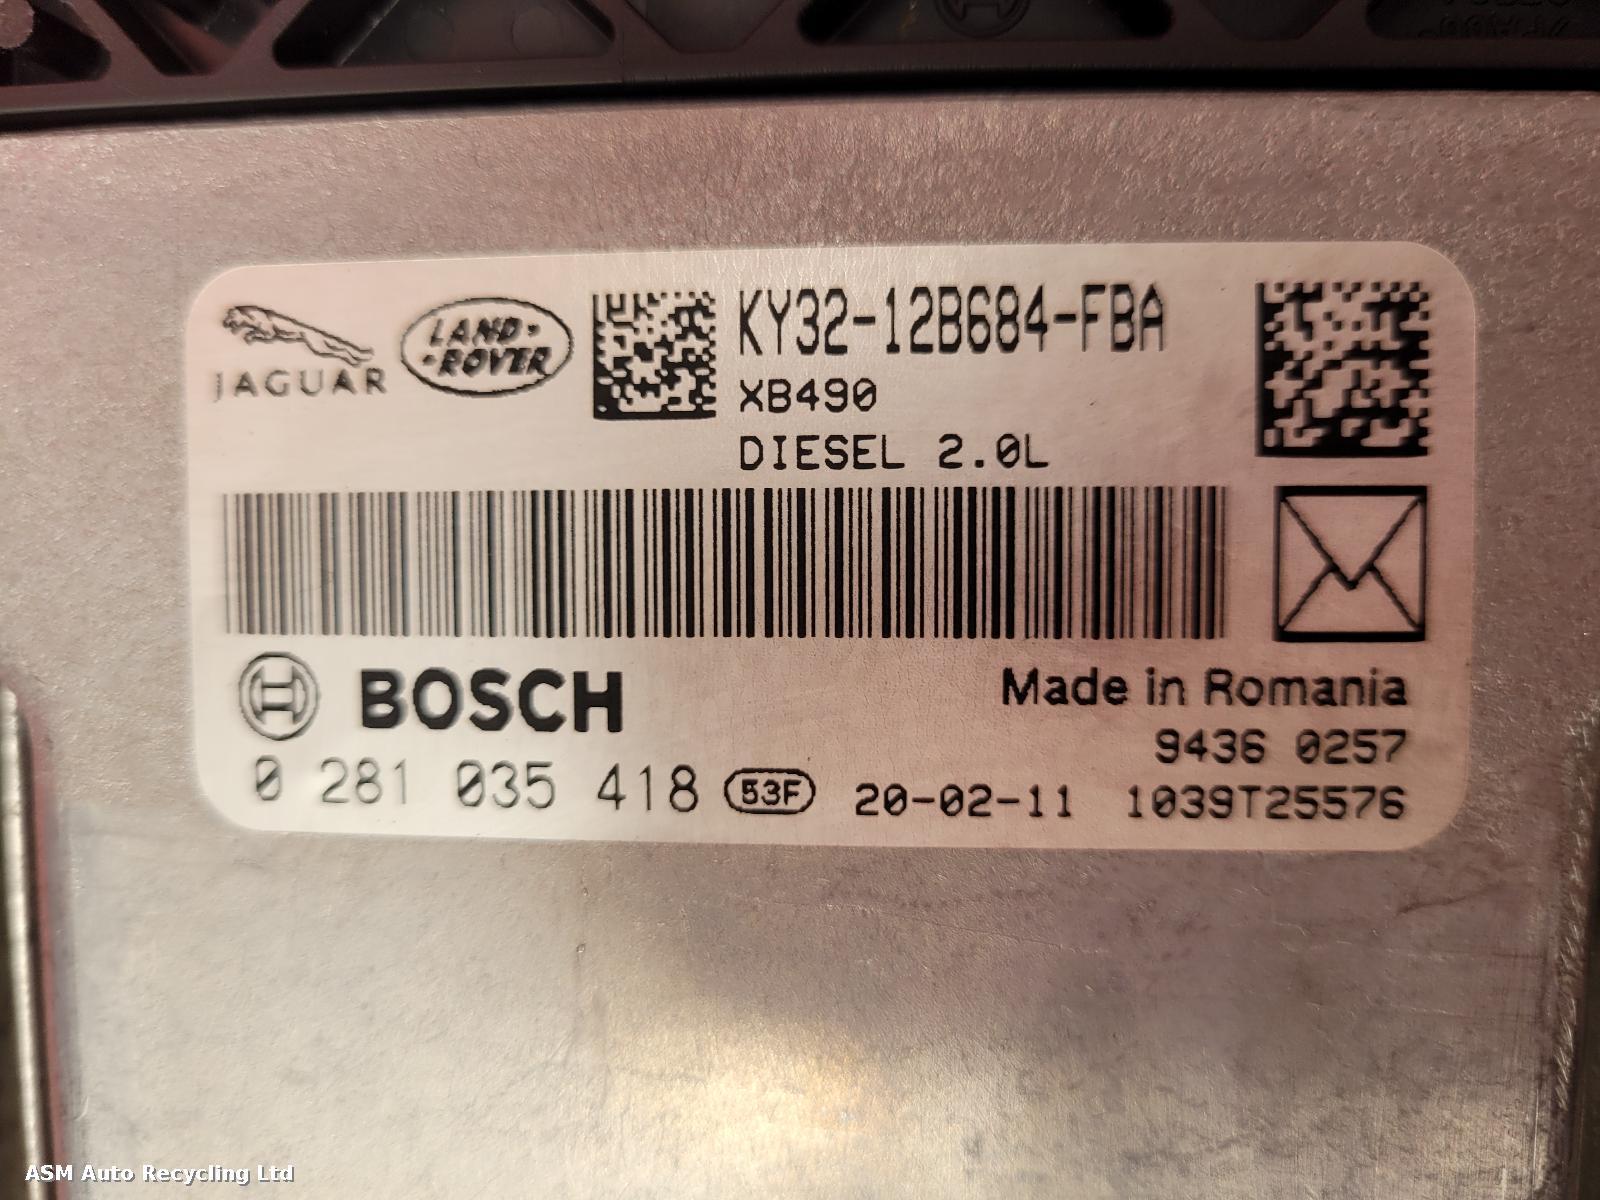 JAGUAR
LAND-
-ROVER
KY32-12B684-FBA
XB490
DIESEL 2.0L
BOSCH
Made in Romania
9436 0257
0 281 035 418 53F 20-02-11 1039T25576
ASM Auto Recycling Ltd